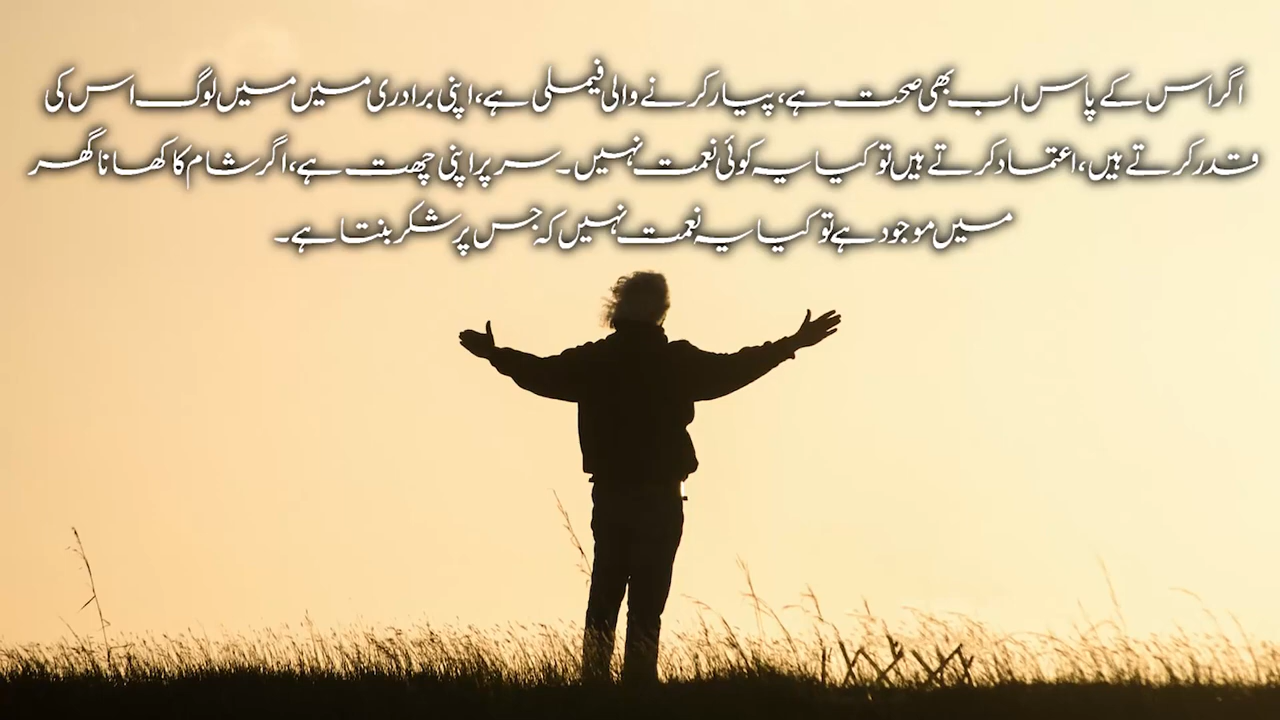 اگر اس کے پاس اب بھی صحت ہے، پیار کرنے والی فیملی ہے، اپنی برادری میں میں لوگ اس کی
قدر کرتے ہیں، اعتماد کرتے ہیں تو کیا یہ کوئی نعمت نہیں۔ سر پر اپنی چھت ہے، اگر شام کا کھانا گھر
میں موجود ہے تو کیا یہ نعمت نہیں کہ جس پر شکر بنتا ہے۔